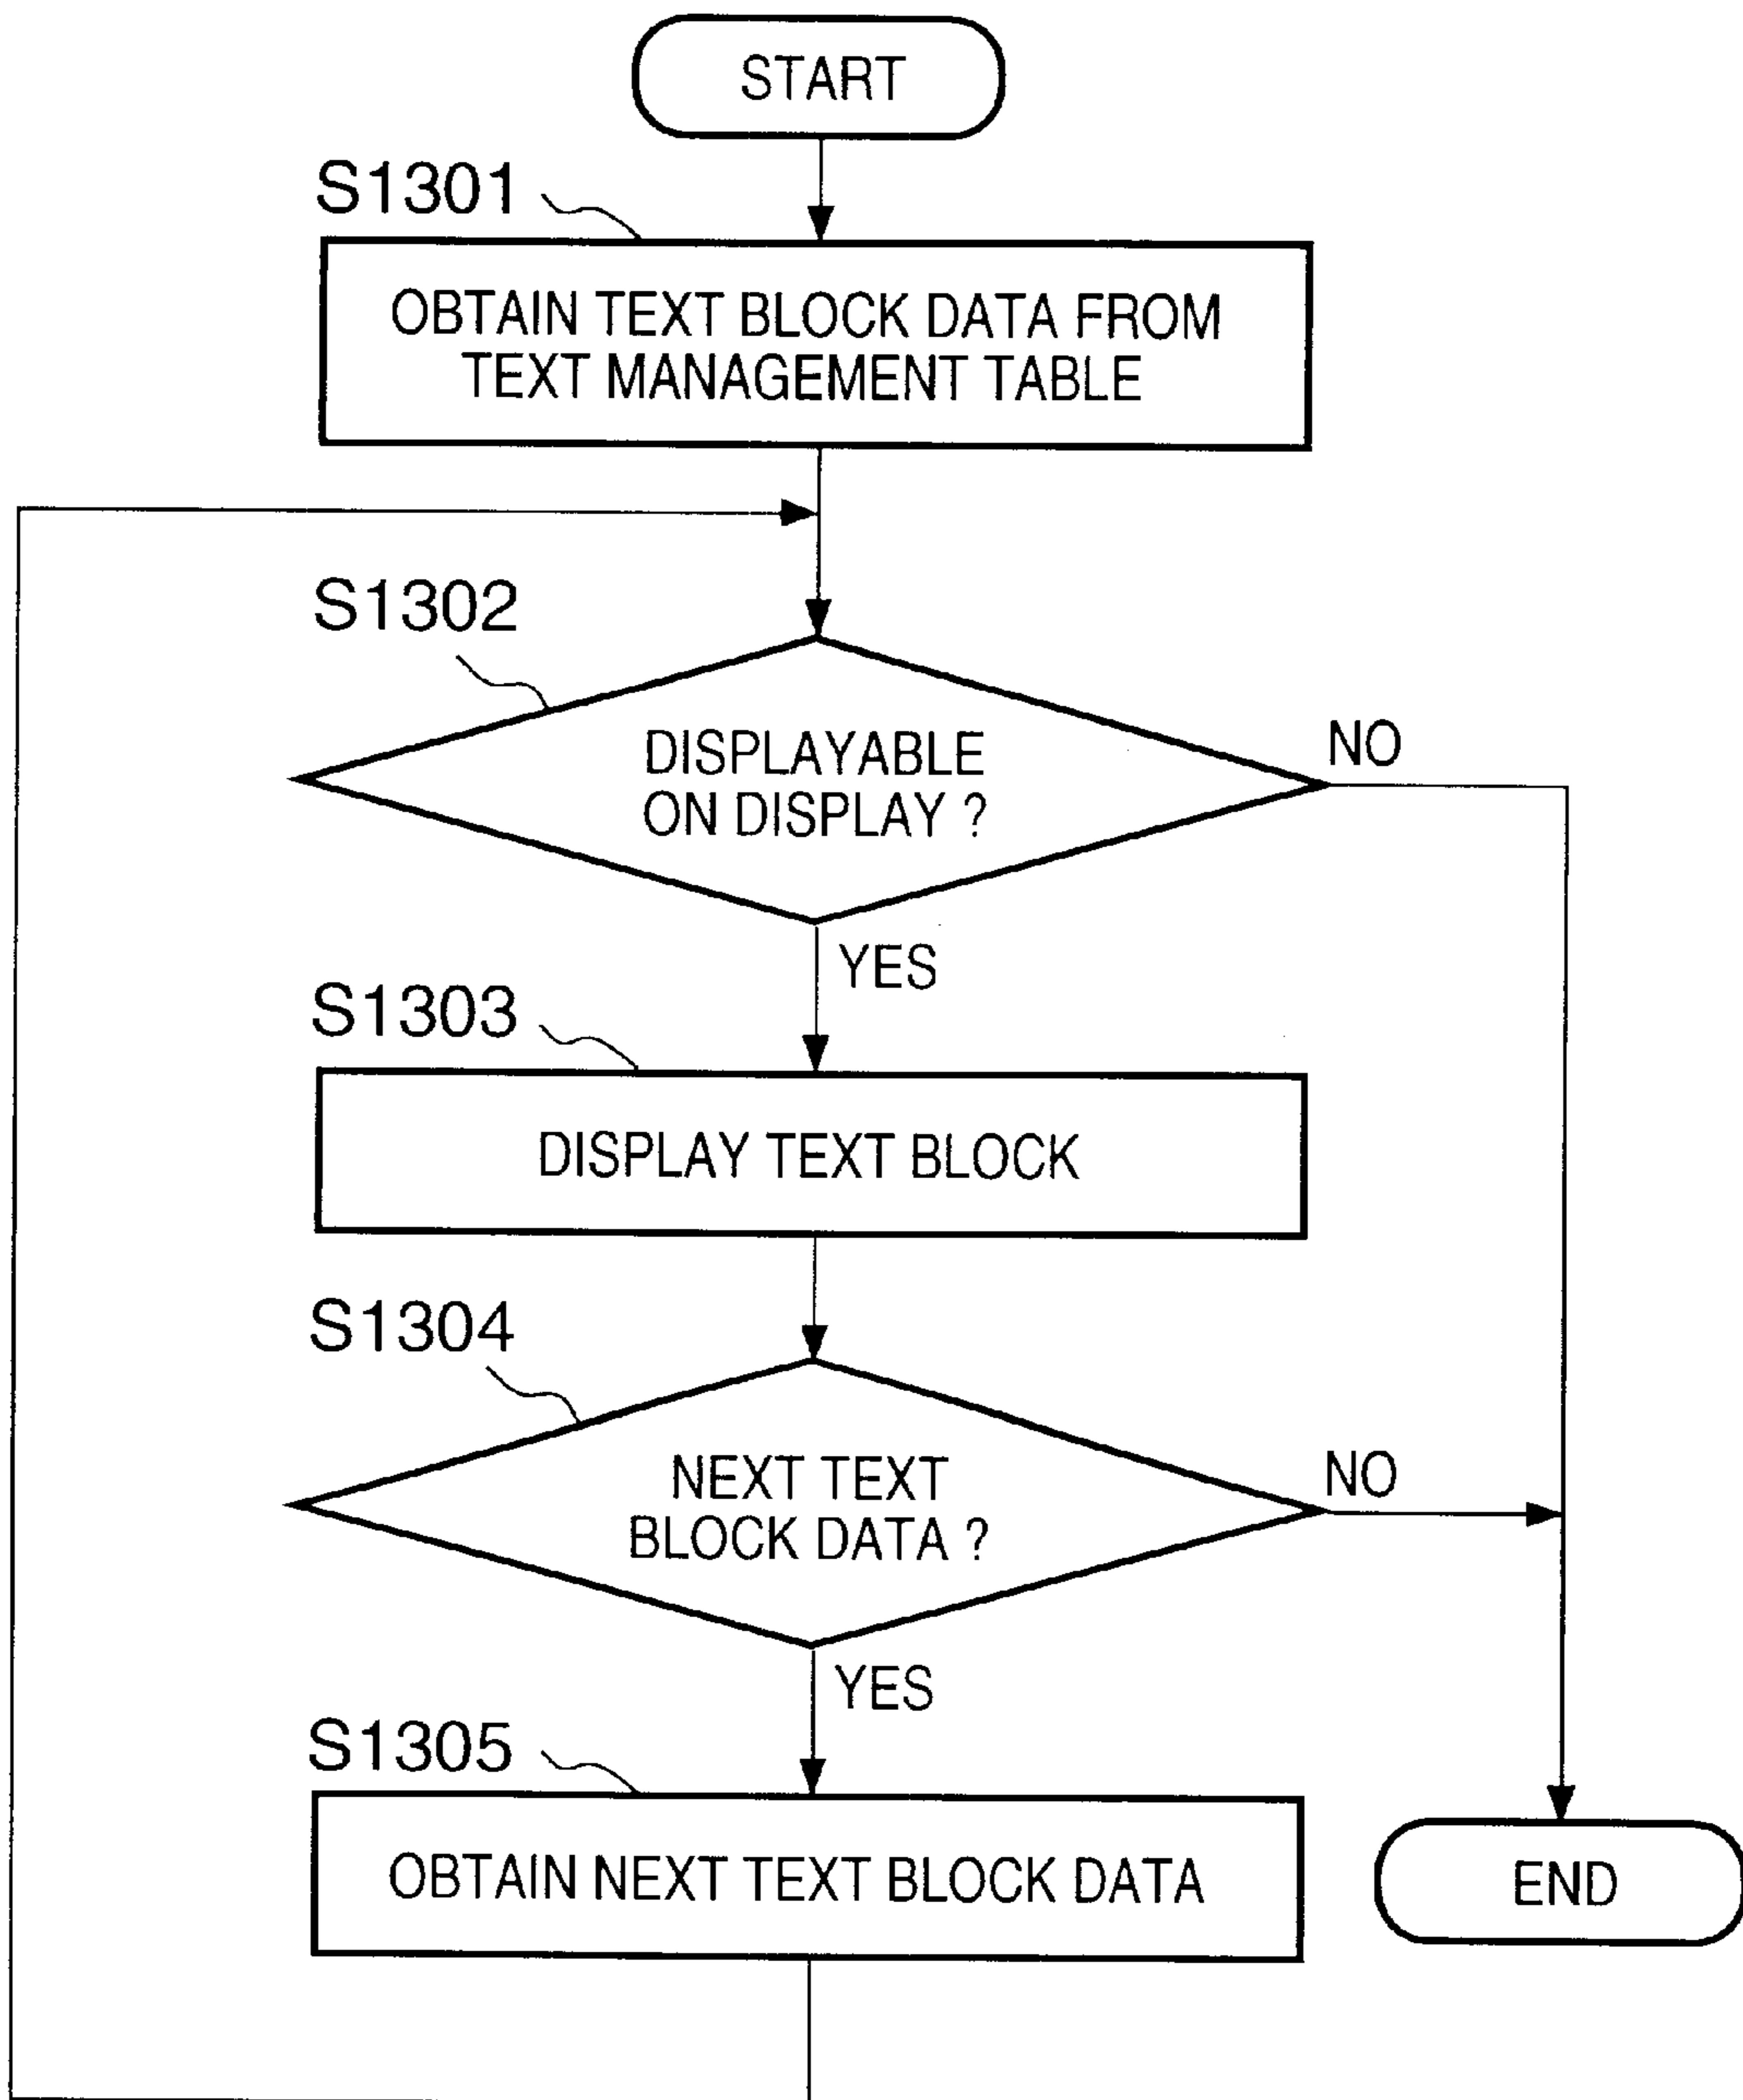 START
S1301
OBTAIN TEXT BLOCK DATA FROM
TEXT MANAGEMENT TABLE
S1302
DISPLAYABLE
ON DISPLAY ?
NO
YES
S1303
DISPLAY TEXT BLOCK
S1304
NEXT TEXT
BLOCK DATA ?
NO
YES
S1305
OBTAIN NEXT TEXT BLOCK DATA
END